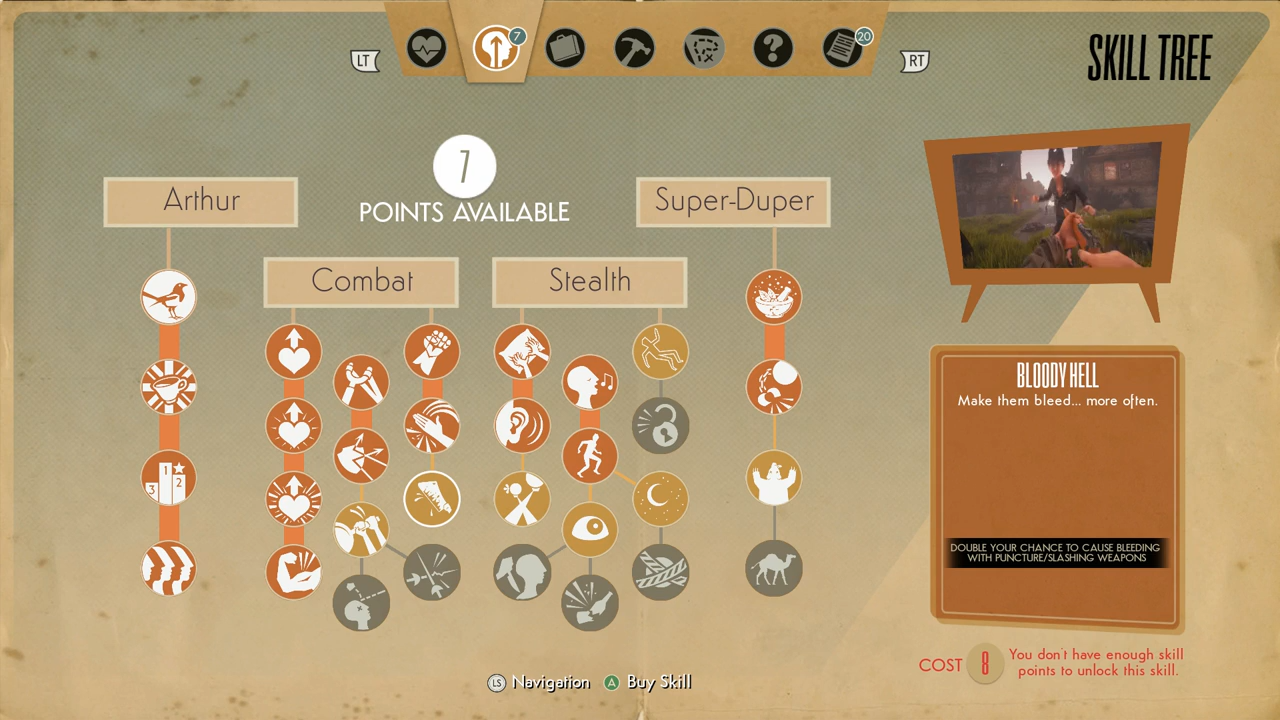 LT
7
20
RT
SKILL TREE
7
POINTS AVAILABLE
Arthur
Super-Duper
Combat
Stealth
1
2
3
BLOODY HELL
Make them bleed... more often.
DOUBLE YOUR CHANCE TO CAUSE BLEEDING
WITH PUNCTURE/SLASHING WEAPONS
COST 8
You don't have enough skill
points to unlock this skill.
LS Navigation A Buy Skill